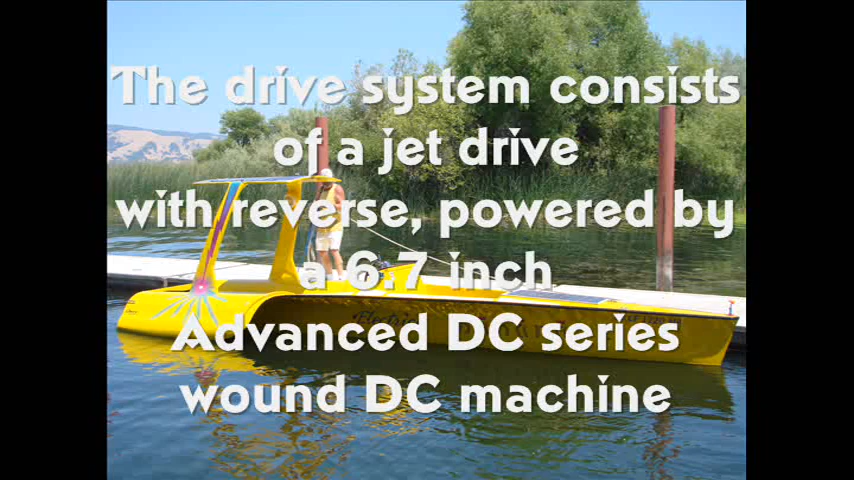 The drive system consists
of a jet drive
with reverse, powered by
a 6.7 inch
Advanced DC series
wound DC machine
Electric